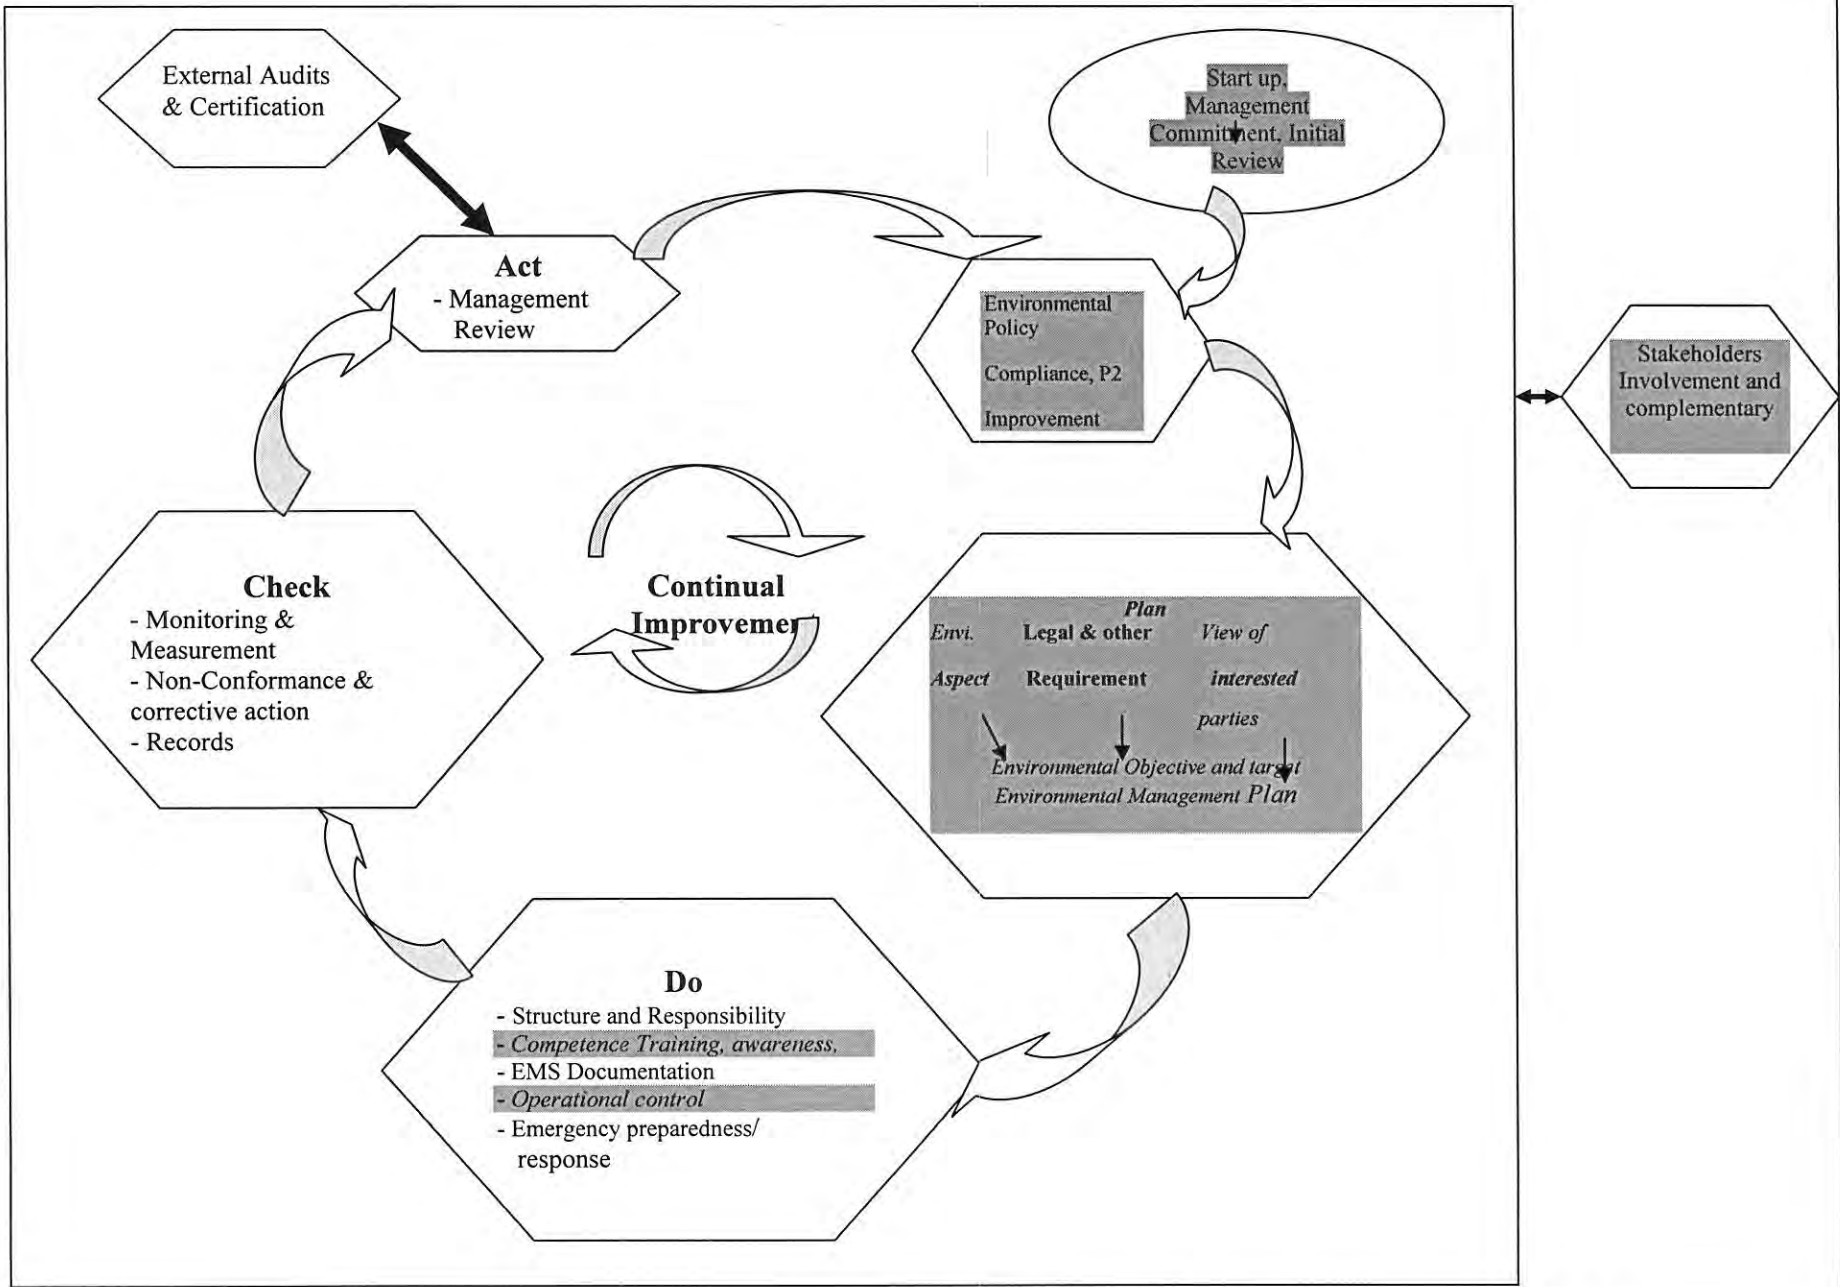 External Audits
& Certification
Start up,
Management
Commitment, Initial
Review
Act
- Management
Review
Environmental
Policy
Compliance, P2
Improvement
Stakeholders
Involvement and
complementary
Continual
Improvemen
Check
- Monitoring &
Measurement
- Non-Conformance &
corrective action
- Records
Plan
Envi. Legal & other View of
Aspect Requirement interested
parties
Environmental Objective and target
Environmental Management Plan
Do
- Structure and Responsibility
- Competence Training, awareness,
- EMS Documentation
- Operational control
- Emergency preparedness/
response